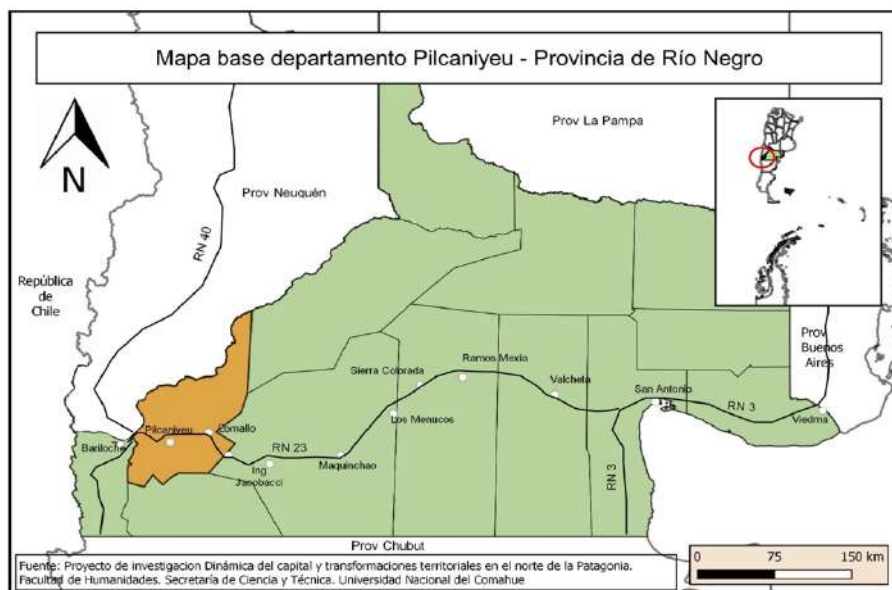 Mapa base departamento Pilcaniyeu - Provincia de Río Negro
N
Prov La Pampa
Prov Neuquén
RN 40
República
de
Chile
Prov
Buenos
Aires
Sierra Colorada
Ramos Mexia
Valcheta
San Antonio
RN 3
Viedma
Los Menucos
Pilcaniyeu
Comallo
Bariloche
RN 23
Ing
Jacobacci
Maquinchao
RN 3
Prov Chubut
0 75 150 km
Fuente: Proyecto de investigacion Dinámica del capital y transformaciones territoriales en el norte de la Patagonia.
Facultad de Humanidades. Secretaría de Ciencia y Técnica. Universidad Nacional del Comahue